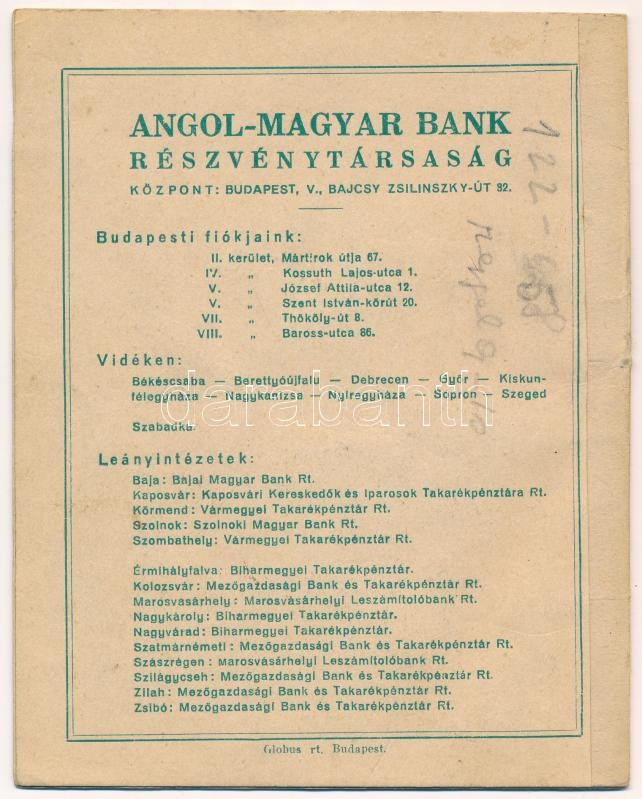 ANGOL-MAGYAR BANK
RÉSZVÉNYTÁRSASÁG
KÖZPONT: BUDAPEST, V., BAJCSY ZSILINSZKY-ÚT 32.
Budapesti fiókjaink:
II. kerület, Mártírok útja 67.
IV. „ Kossuth Lajos-utca 1.
V. „ József Attila-utca 12.
V. „ Szent István-körút 20.
VII. „ Thököly-út 8.
VIII. „ Baross-utca 86.
Vidéken:
Békéscsaba — Berettyóújfalu — Debrecen — Győr — Kiskun-
félegyháza — Nagykanizsa — Nyíregyháza — Sopron — Szeged
Szabadka.
Leányintézetek:
Baja: Bajai Magyar Bank Rt.
Kaposvár: Kaposvári Kereskedők és Iparosok Takarékpénztára Rt.
Körmend: Vármegyei Takarékpénztár Rt.
Szolnok: Szolnoki Magyar Bank Rt.
Szombathely: Vármegyei Takarékpénztár Rt.
Érmihályfalva: Biharmegyei Takarékpénztár.
Kolozsvár: Mezőgazdasági Bank és Takarékpénztár Rt.
Marosvásárhely: Marosvásárhelyi Leszámítolóbank Rt.
Nagykároly: Biharmegyei Takarékpénztár.
Nagyvárad: Biharmegyei Takarékpénztár.
Szatmárnémeti: Mezőgazdasági Bank és Takarékpénztár Rt.
Szászrégen: Marosvásárhelyi Leszámítolóbank Rt.
Szilágycseh: Mezőgazdasági Bank és Takarékpénztár Rt.
Zilah: Mezőgazdasági Bank és Takarékpénztár Rt.
Zsibó: Mezőgazdasági Bank és Takarékpénztár Rt.
Globus rt. Budapest.
darabanth
122-